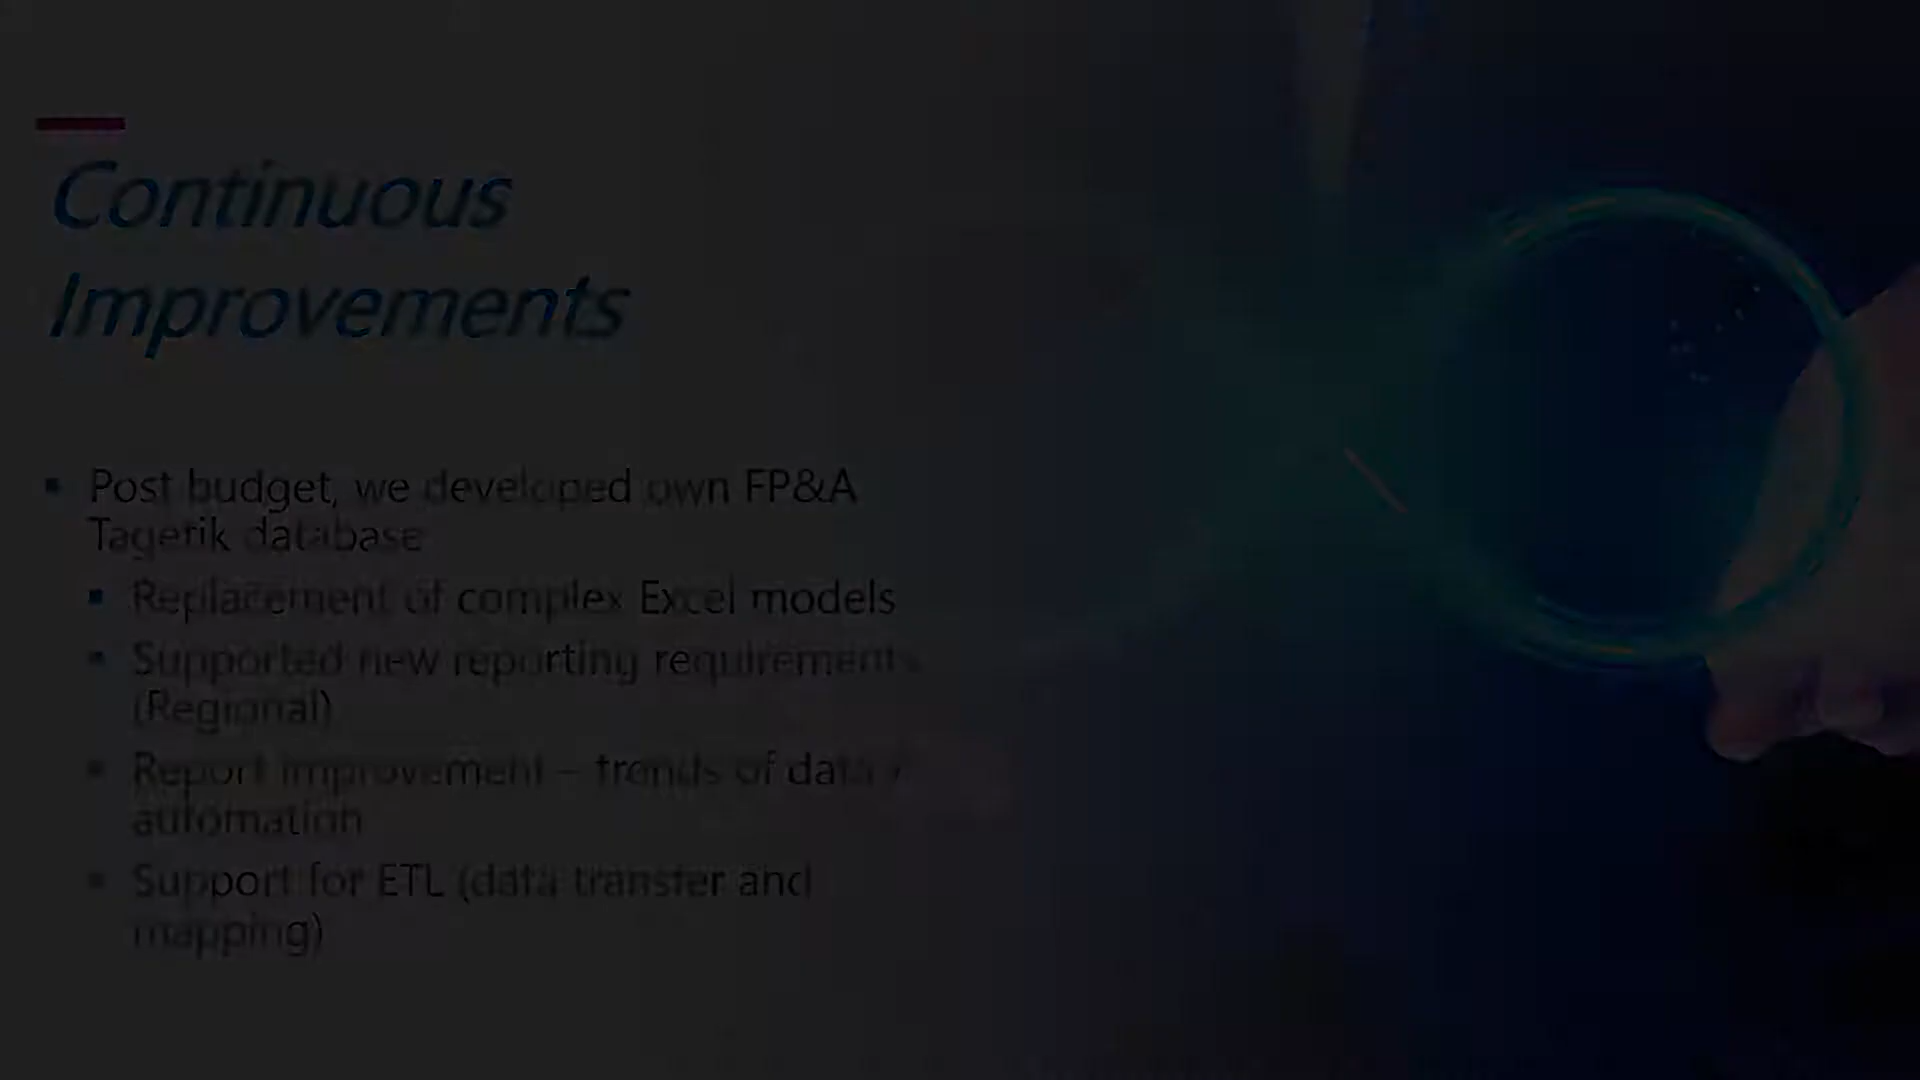 Continuous
Improvements
▪ Post budget, we developed own FP&A
Tagetik database
▪ Replacement of complex Excel models
▪ Supported new reporting requirements
(Regional)
▪ Report improvement – trends of data /
automation
▪ Support for ETL (data transfer and
mapping)